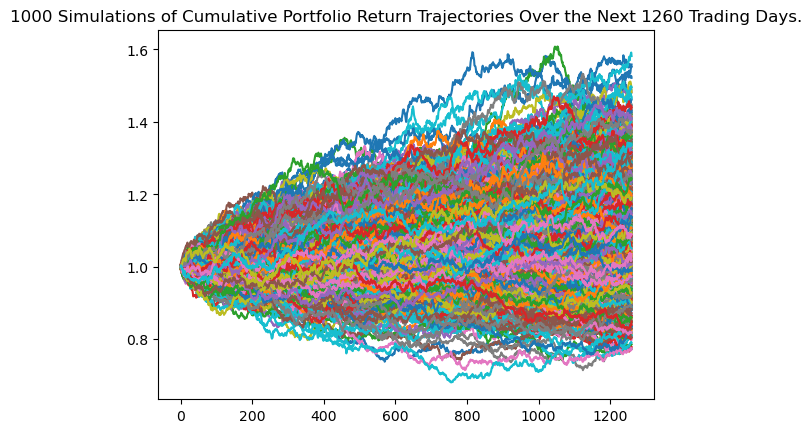 1000 Simulations of Cumulative Portfolio Return Trajectories Over the Next 1260 Trading Days.
1.6
1.4
1.2
1.0
0.8
0 200 400 600 800 1000 1200